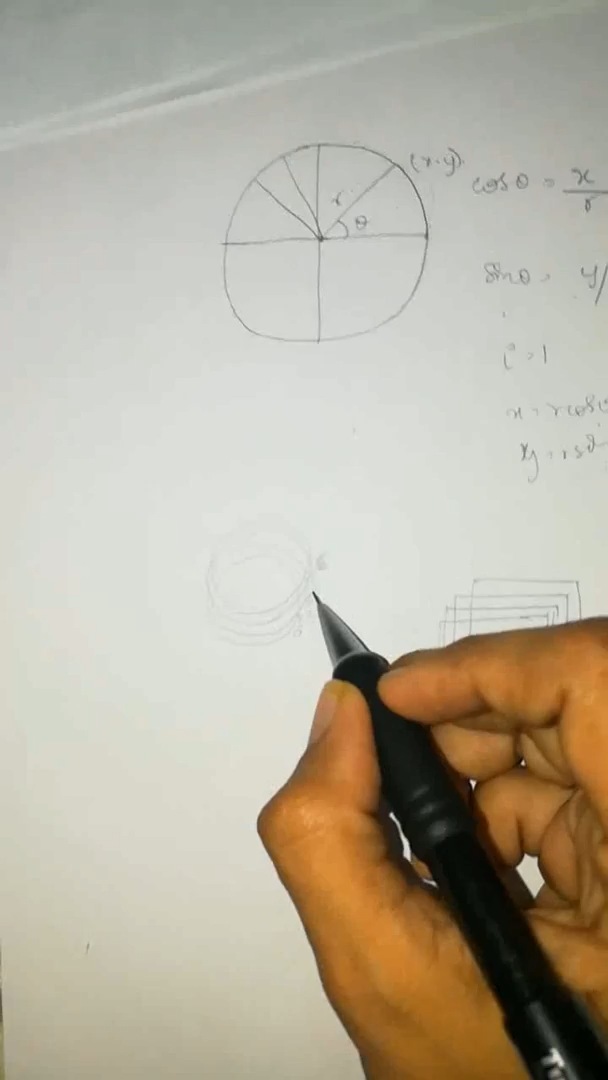 (x.y).
r
θ
cos θ = x/r
sin θ = y/
i = 1
x = r cos
y = r s